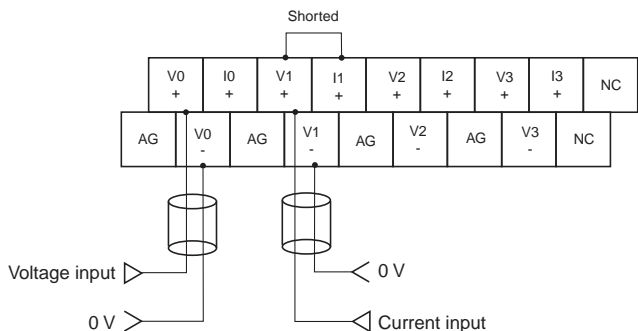 Shorted
V0 I0 V1 I1 V2 I2 V3 I3 NC
+ + + + + + + +
AG V0 AG V1 AG V2 AG V3 NC
- - - -
Voltage input
0 V
0 V
Current input